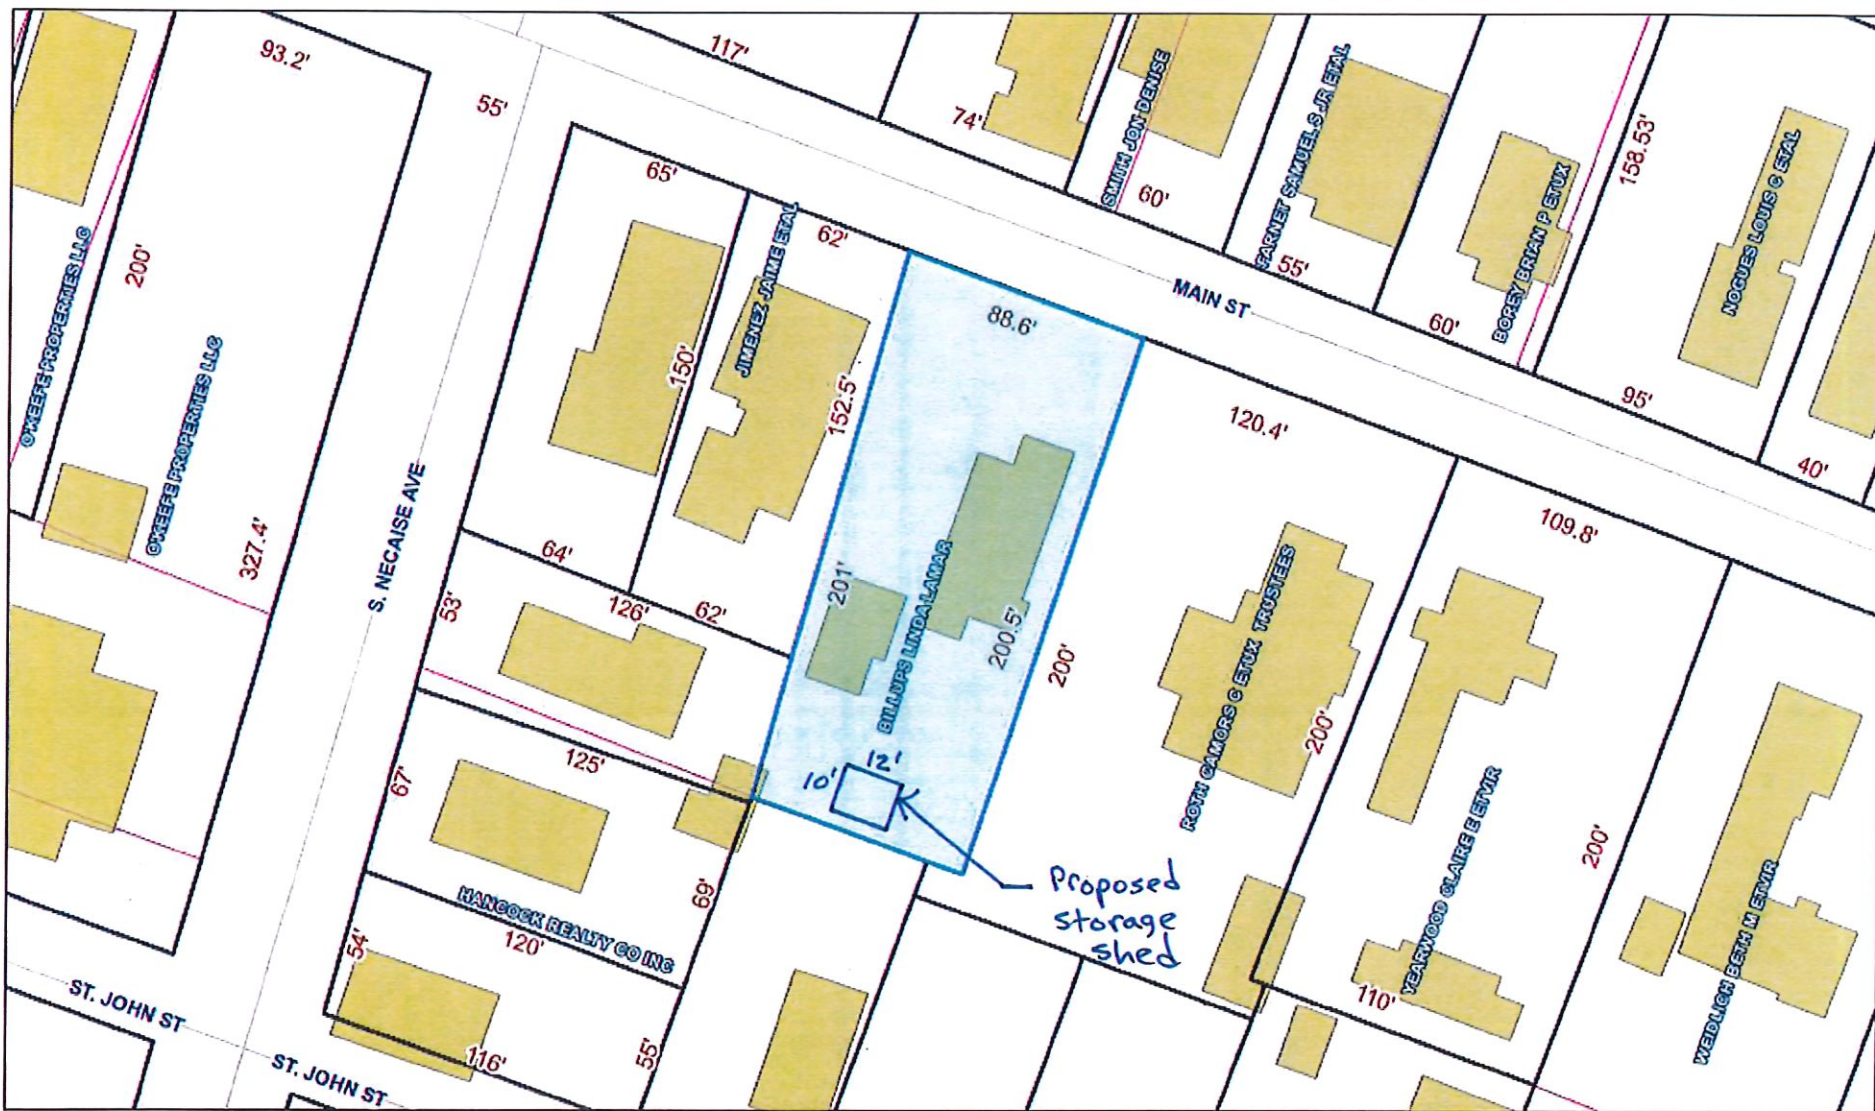 93.2'
117'
55'
74'
SMITH JON DENISE
FARNET SAMUEL S JR ETAL
158.53'
NOGUES LOUIS C ETAL
65'
60'
BOREY BRIAN P ETUX
JIMENEZ JAIME ETAL
62'
55'
O'KEEFE PROPERTIES LLC
200'
MAIN ST
88.6'
60'
O'KEEFE PROPERTIES LLC
150'
152.5'
95'
120.4'
40'
S. NECAISE AVE
327.4'
109.8'
64'
53'
126'
62'
201'
BILLUPS LINDA LAMAR
200.5'
200'
ROTH CAMORS C ETUX TRUSTEES
200'
67'
125'
10'
12'
YEARWOOD CLAIRE E ETVIR
200'
WEIDLICH BETH M ETVIR
Proposed
storage
shed
69'
HANCOCK REALTY CO INC
54'
120'
110'
ST. JOHN ST
116'
55'
ST. JOHN ST